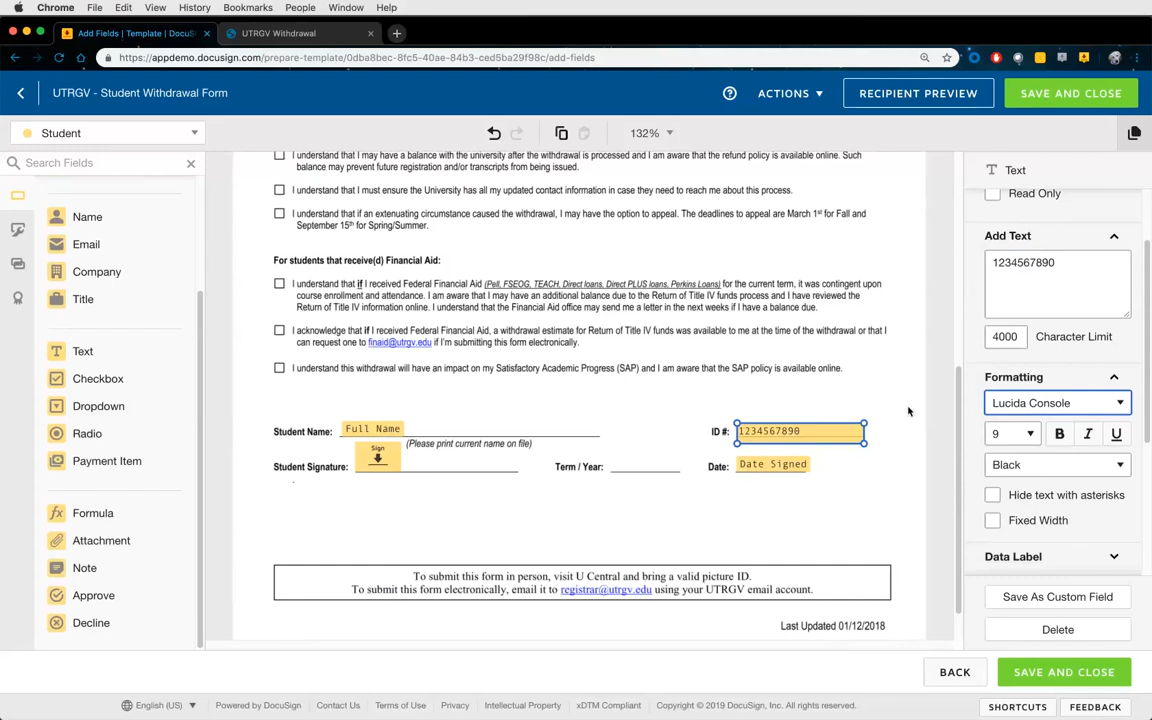 Chrome File Edit View History Bookmarks People Window Help
Add Fields | Template | DocuS
UTRGV Withdrawal
https://appdemo.docusign.com/prepare-template/0dba8bec-8fc5-40ae-84b3-ced5ba29f98c/add-fields
UTRGV - Student Withdrawal Form
ACTIONS
RECIPIENT PREVIEW
SAVE AND CLOSE
Student
132%
Search Fields
Name
Email
Company
Title
Text
Checkbox
Dropdown
Radio
Payment Item
Formula
Attachment
Note
Approve
Decline
I understand that I may have a balance with the university after the withdrawal is processed and I am aware that the refund policy is available online. Such
balance may prevent future registration and/or transcripts from being issued.
I understand that I must ensure the University has all my updated contact information in case they need to reach me about this process.
I understand that if an extenuating circumstance caused the withdrawal, I may have the option to appeal. The deadlines to appeal are March 1st for Fall and
September 15th for Spring/Summer.
For students that receive(d) Financial Aid:
I understand that if I received Federal Financial Aid (Pell, FSEOG, TEACH, Direct loans, Direct PLUS loans, Perkins Loans) for the current term, it was contingent upon
course enrollment and attendance. I am aware that I may have an additional balance due to the Return of Title IV funds process and I have reviewed the
Return of Title IV information online. I understand that the Financial Aid office may send me a letter in the next weeks if I have a balance due.
I acknowledge that if I received Federal Financial Aid, a withdrawal estimate for Return of Title IV funds was available to me at the time of the withdrawal or that I
can request one to finaid@utrgv.edu if I'm submitting this form electronically.
I understand this withdrawal will have an impact on my Satisfactory Academic Progress (SAP) and I am aware that the SAP policy is available online.
Student Name: Full Name ID #: 1234567890
(Please print current name on file)
Student Signature: Sign Term / Year: Date: Date Signed
To submit this form in person, visit U Central and bring a valid picture ID.
To submit this form electronically, email it to registrar@utrgv.edu using your UTRGV email account.
Last Updated 01/12/2018
Text
Read Only
Add Text
1234567890
4000 Character Limit
Formatting
Lucida Console
9 B I U
Black
Hide text with asterisks
Fixed Width
Data Label
Save As Custom Field
Delete
BACK
SAVE AND CLOSE
English (US) Powered by DocuSign Contact Us Terms of Use Privacy Intellectual Property xDTM Compliant Copyright © 2019 DocuSign, Inc. All rights reserved.
SHORTCUTS
FEEDBACK